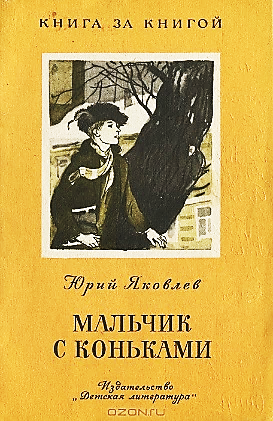 КНИГА ЗА КНИГОЙ
Юрий Яковлев
МАЛЬЧИК
С КОНЬКАМИ
Издательство
„Детская литература“
OZON.ru